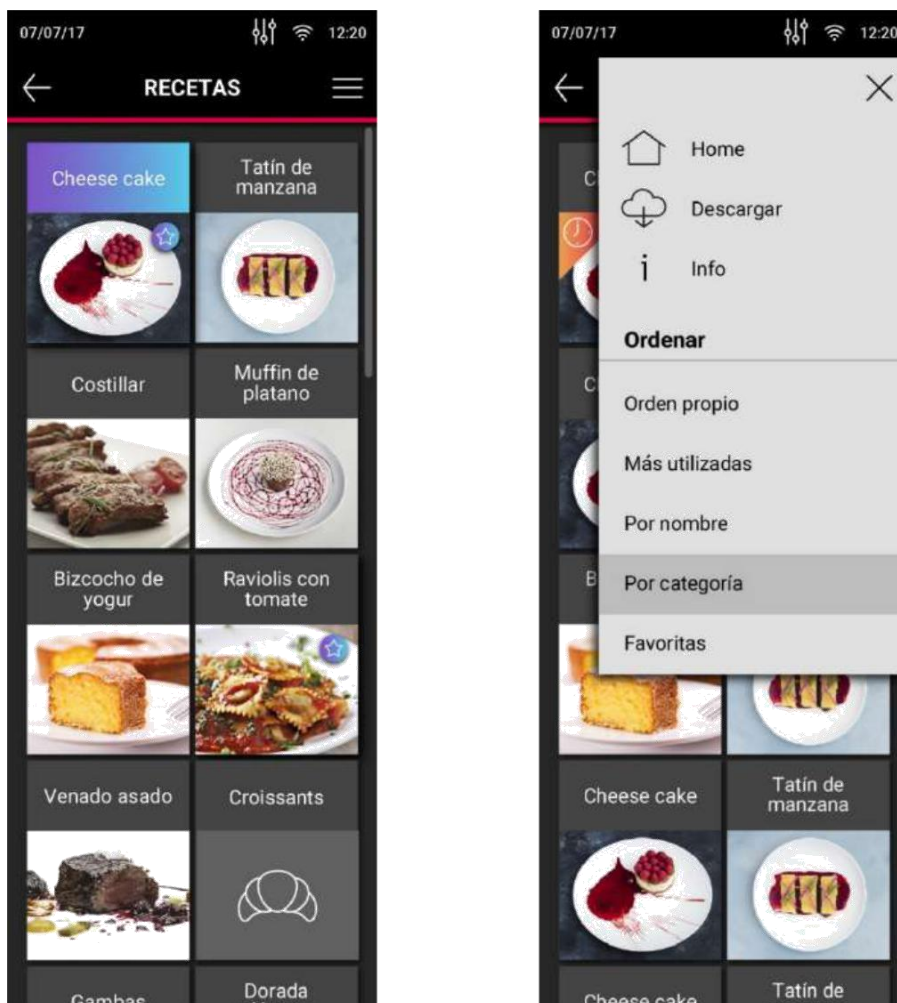 07/07/17
12:20
RECETAS
Cheese cake
Tatín de
manzana
Costillar
Muffin de
platano
Bizcocho de
yogur
Raviolis con
tomate
Venado asado
Croissants
Gambas
Dorada
07/07/17
12:20
Home
Descargar
i
Info
Ordenar
Orden propio
Más utilizadas
Por nombre
Por categoría
Favoritas
C
C
B
Cheese cake
Tatín de
manzana
Cheese cake
Tatín de